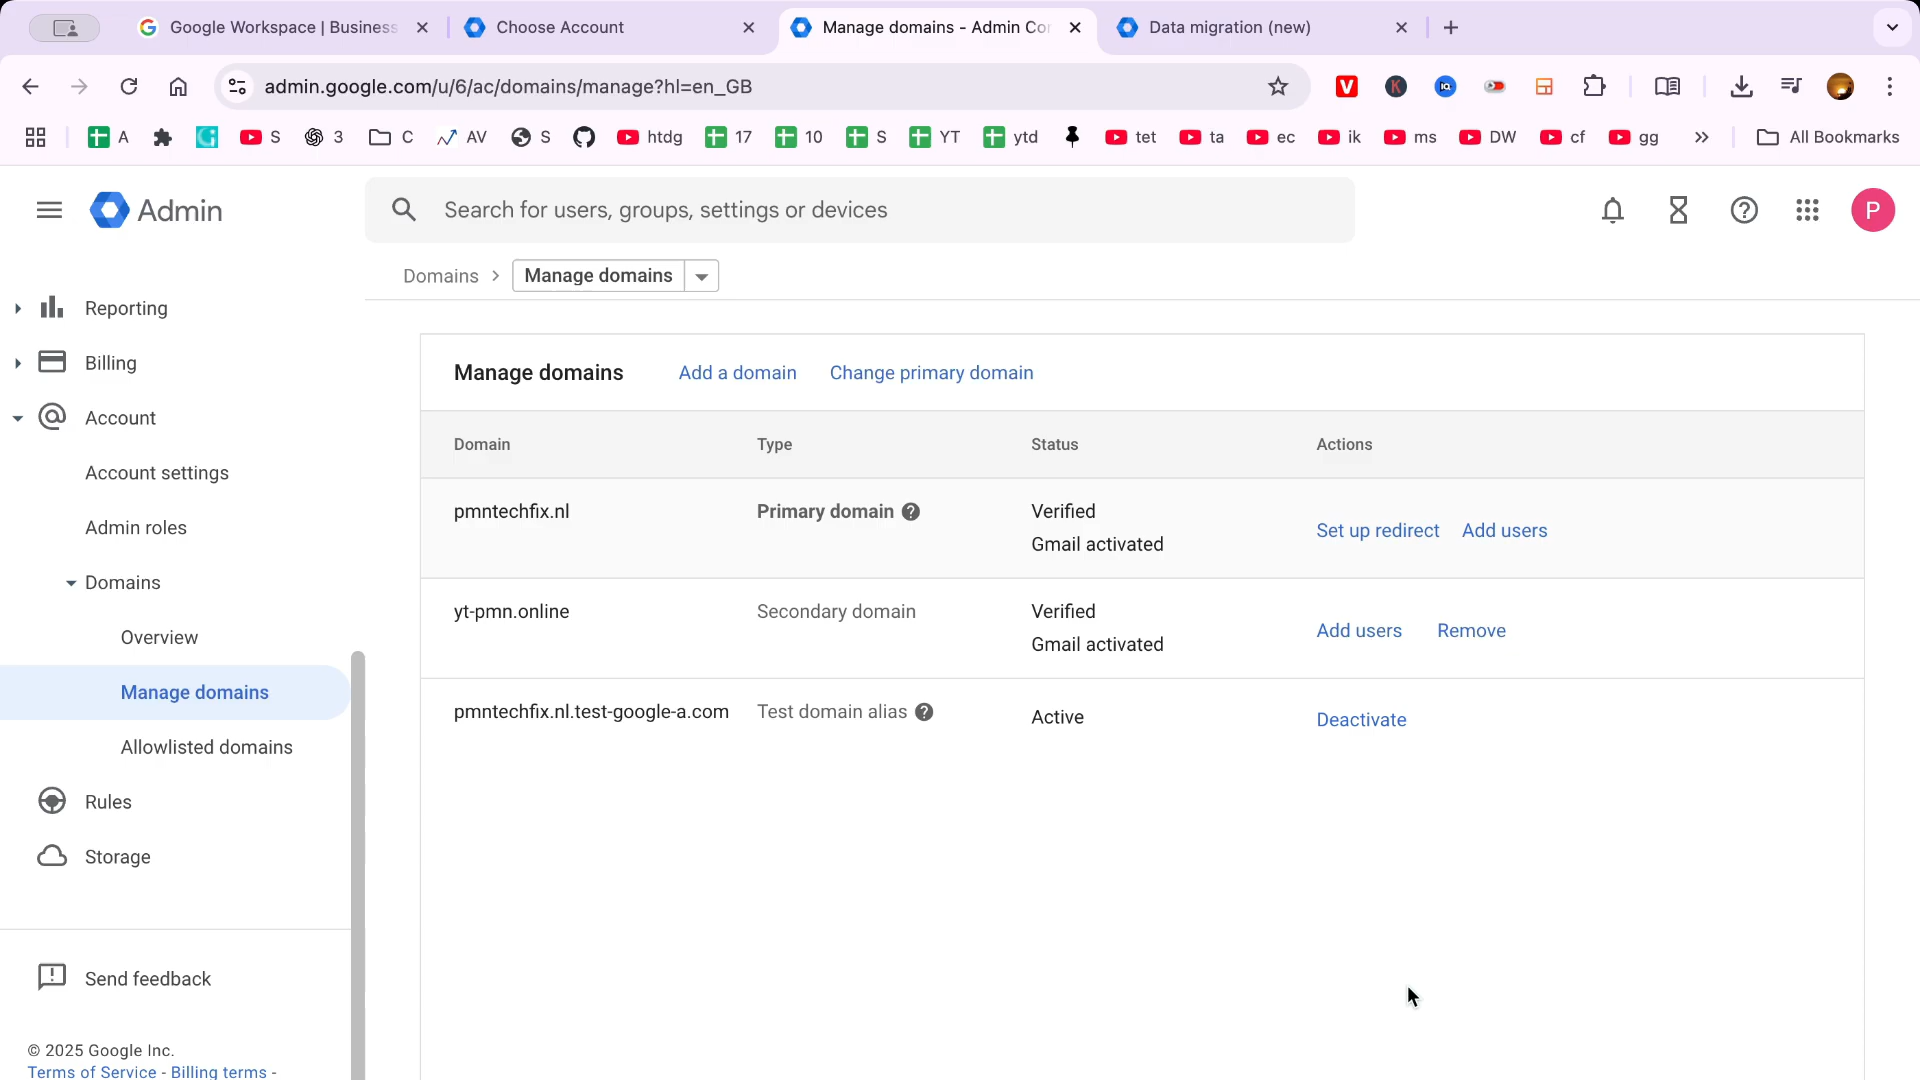 Google Workspace | Business
Choose Account
Manage domains - Admin Con
Data migration (new)
admin.google.com/u/6/ac/domains/manage?hl=en_GB
A
S
3
C
AV
S
htdg
17
10
S
YT
ytd
tet
ta
ec
ik
ms
DW
cf
gg
All Bookmarks
Admin
Search for users, groups, settings or devices
P
Domains
Manage domains
Reporting
Billing
Account
Account settings
Admin roles
Domains
Overview
Manage domains
Allowlisted domains
Rules
Storage
Send feedback
© 2025 Google Inc.
Terms of Service - Billing terms -
Manage domains Add a domain Change primary domain
Domain Type Status Actions
pmntechfix.nl Primary domain Verified
Gmail activated
Set up redirect Add users
yt-pmn.online Secondary domain Verified
Gmail activated
Add users Remove
pmntechfix.nl.test-google-a.com Test domain alias Active Deactivate